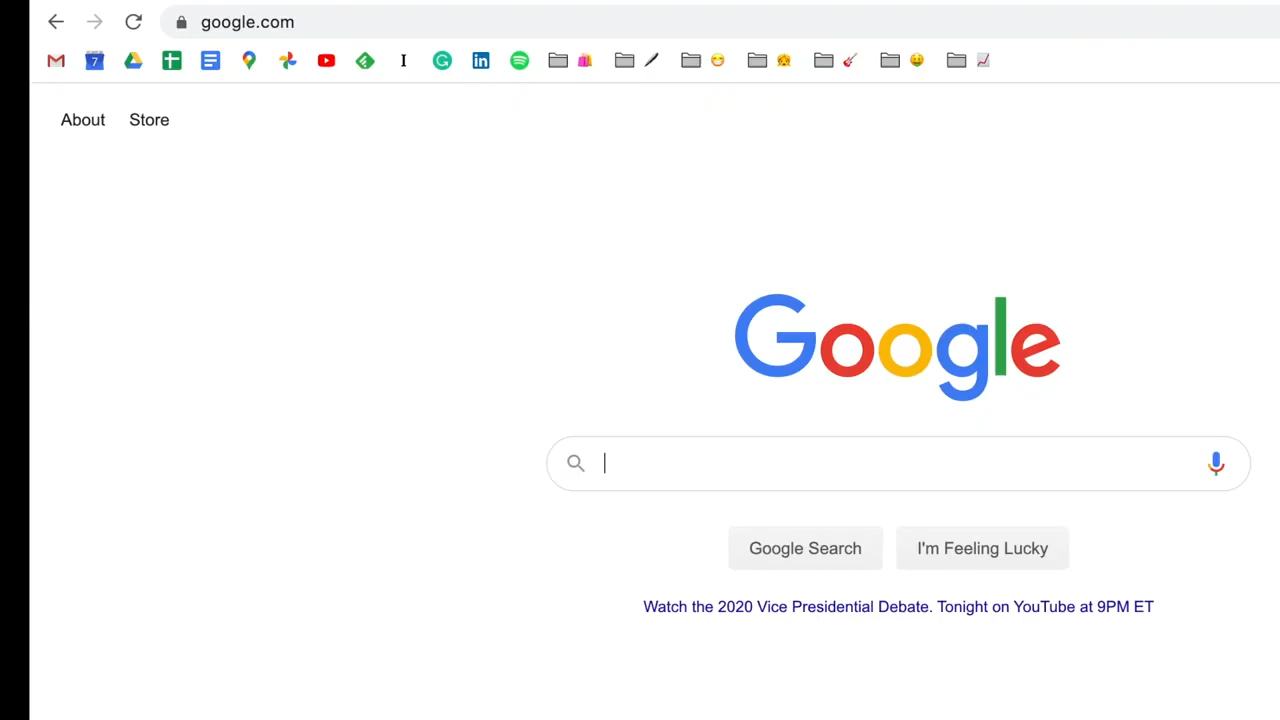 google.com
7
I
About Store
Google
Google Search I'm Feeling Lucky
Watch the 2020 Vice Presidential Debate. Tonight on YouTube at 9PM ET